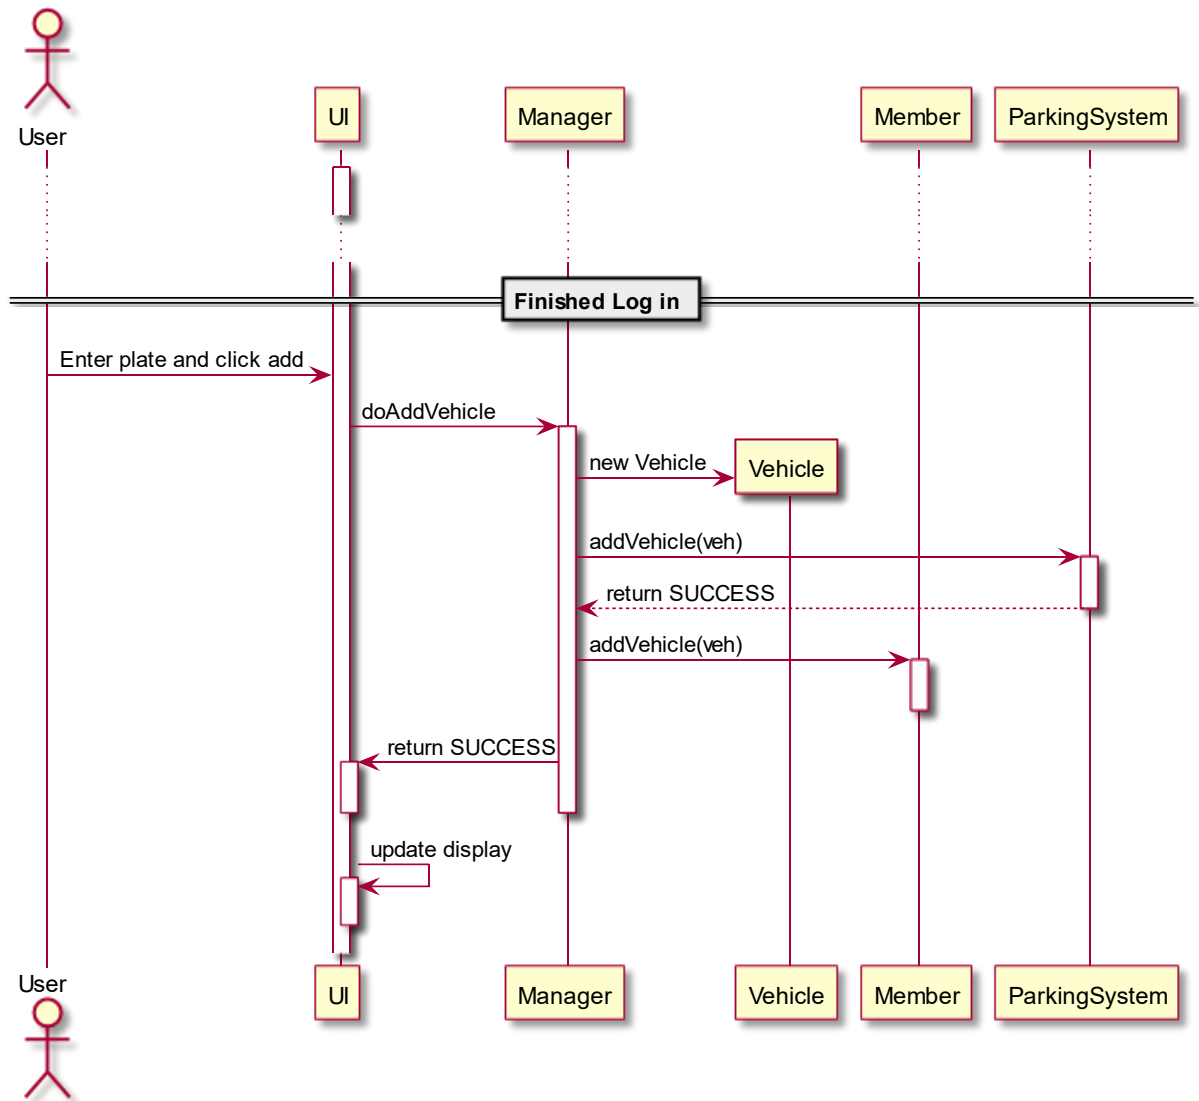 User
UI
Manager
Member
ParkingSystem
Finished Log in
Enter plate and click add
doAddVehicle
new Vehicle
Vehicle
addVehicle(veh)
return SUCCESS
addVehicle(veh)
return SUCCESS
update display
User
UI
Manager
Vehicle
Member
ParkingSystem